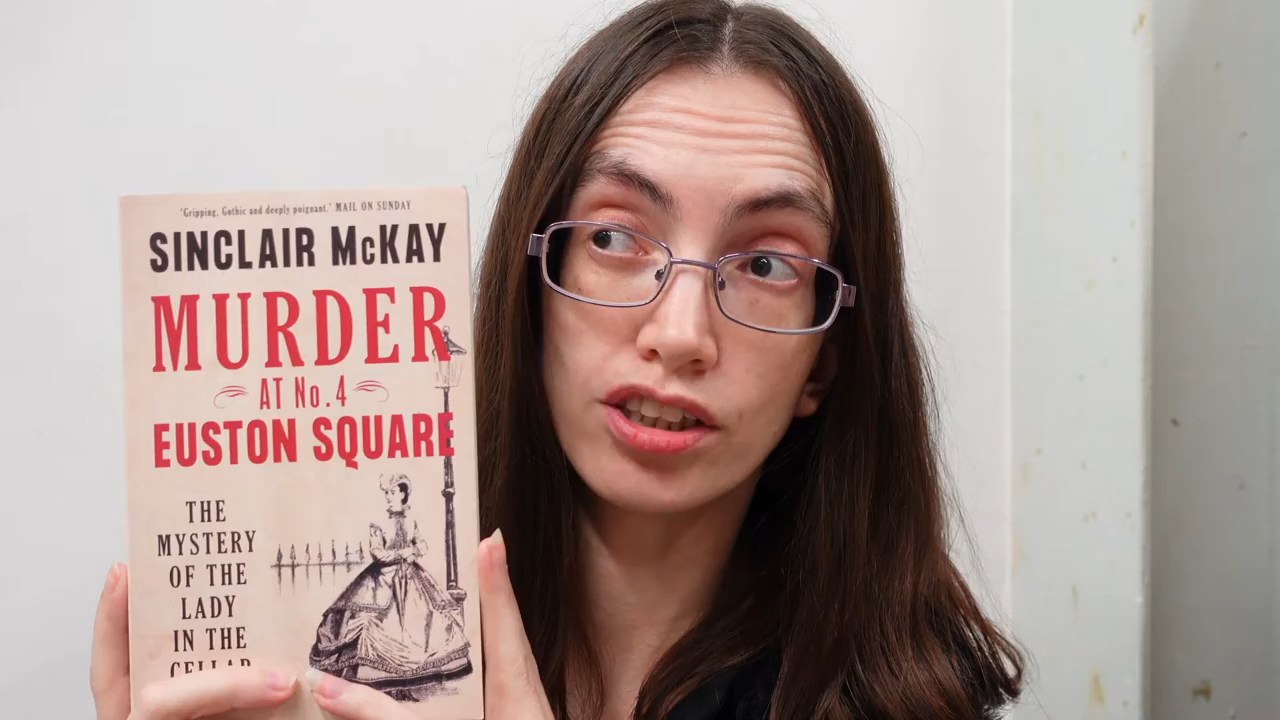 'Gripping, Gothic and deeply poignant.' MAIL ON SUNDAY
SINCLAIR McKAY
MURDER
AT No. 4
EUSTON SQUARE
THE
MYSTERY
OF THE
LADY
IN THE
CELLAR